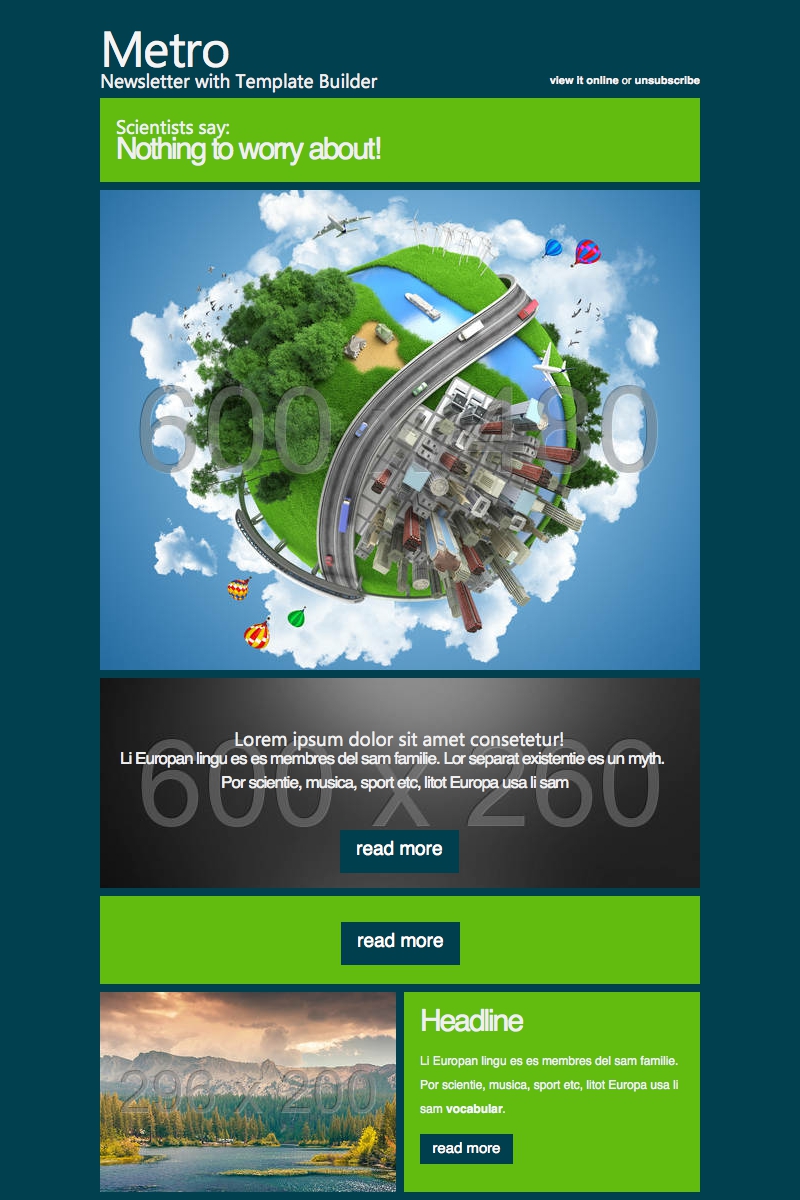 Metro
Newsletter with Template Builder
view it online or unsubscribe
Scientists say:
Nothing to worry about!
600 x 480
Lorem ipsum dolor sit amet consetetur!
Li Europan lingu es es membres del sam familie. Lor separat existentie es un myth.
Por scientie, musica, sport etc, litot Europa usa li sam
600 x 260
read more
read more
296 x 200
Headline
Li Europan lingu es es membres del sam familie.
Por scientie, musica, sport etc, litot Europa usa li
sam vocabular.
read more